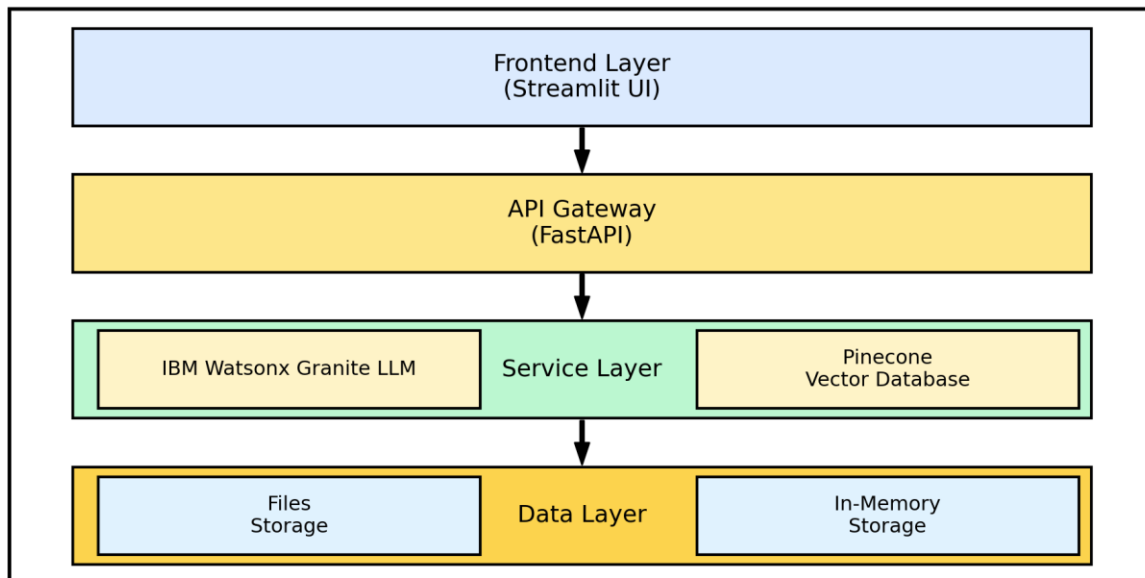 Frontend Layer
(Streamlit UI)
API Gateway
(FastAPI)
IBM Watsonx Granite LLM
Service Layer
Pinecone
Vector Database
Files
Storage
Data Layer
In-Memory
Storage